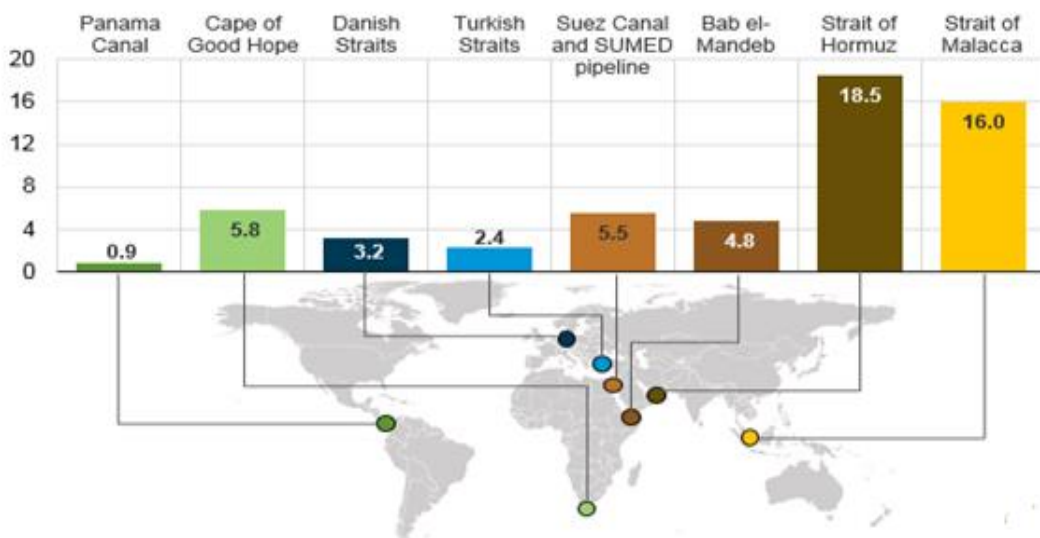 Panama
Canal
Cape of
Good Hope
Danish
Straits
Turkish
Straits
Suez Canal
and SUMED
pipeline
Bab el-
Mandeb
Strait of
Hormuz
Strait of
Malacca
20
16
12
8
4
0
0.9
5.8
3.2
2.4
5.5
4.8
18.5
16.0